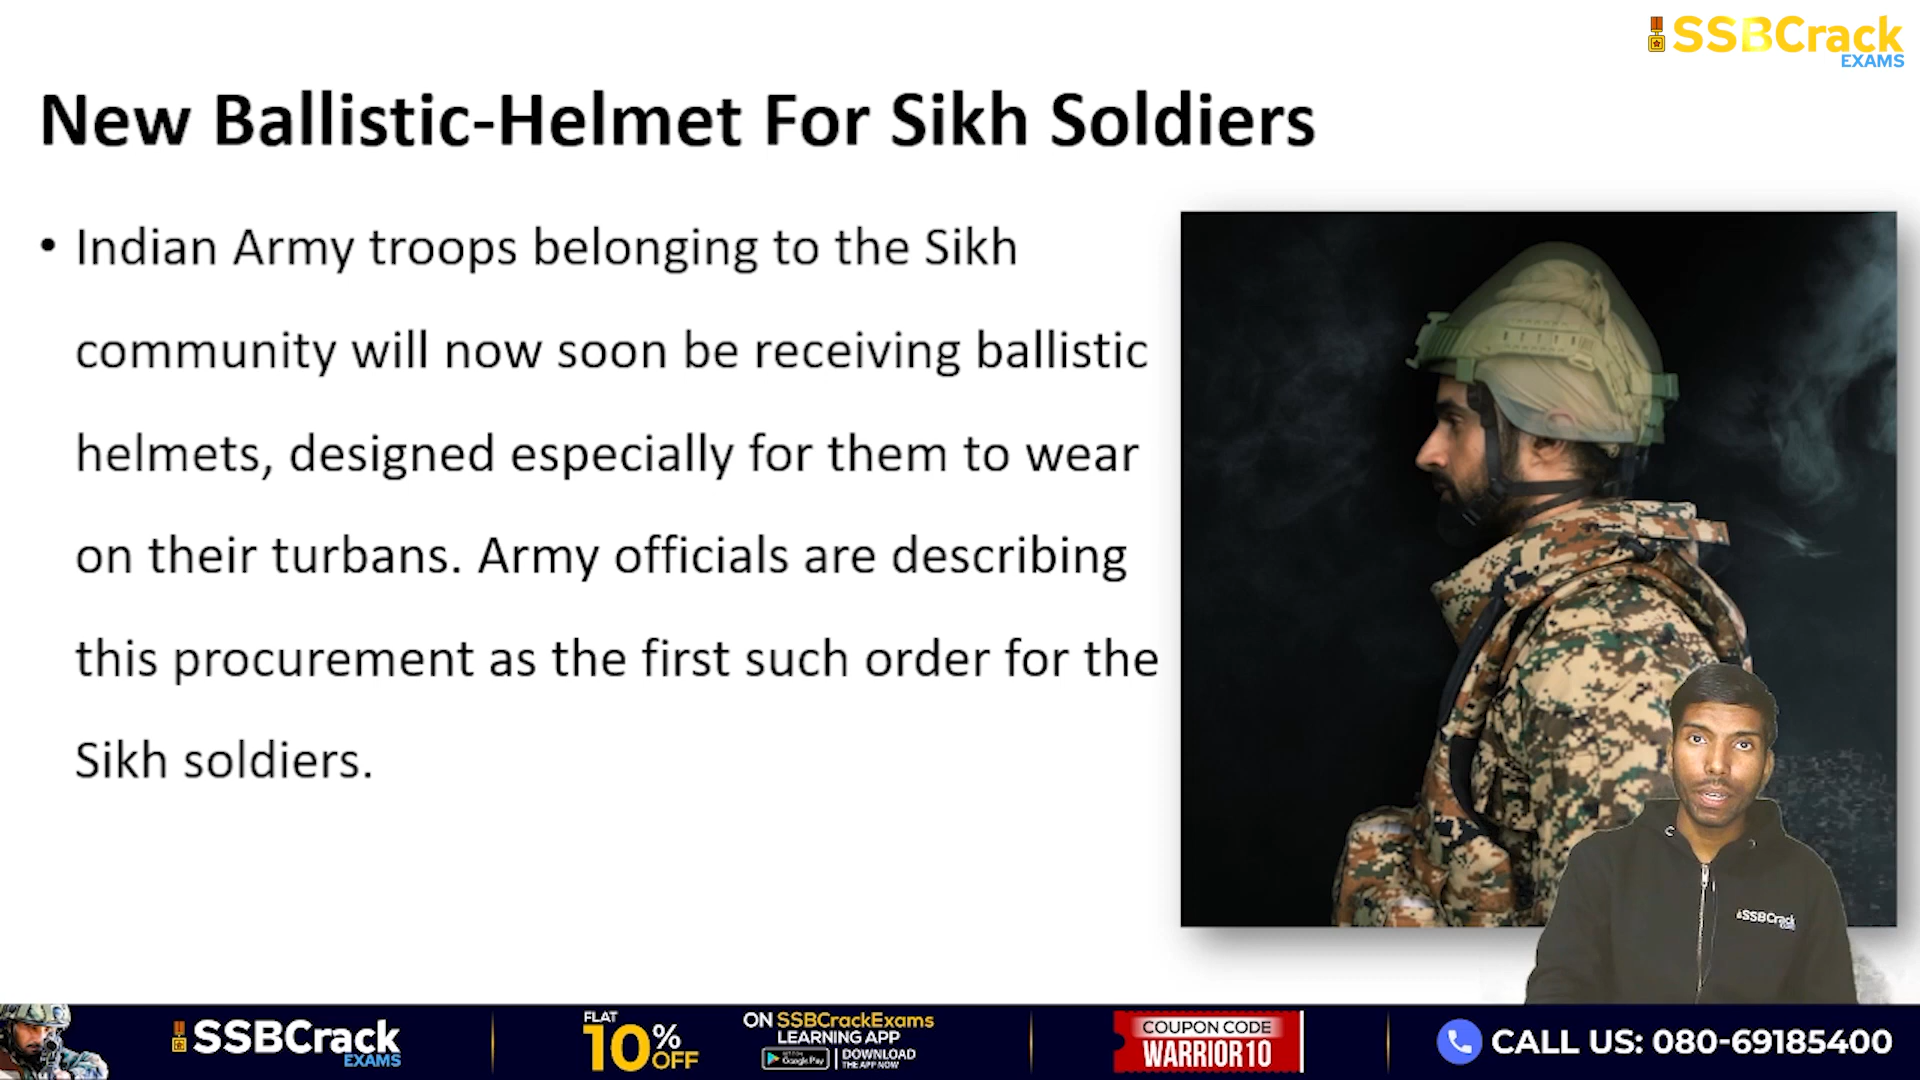 SSBCrack
EXAMS
New Ballistic-Helmet For Sikh Soldiers
• Indian Army troops belonging to the Sikh
community will now soon be receiving ballistic
helmets, designed especially for them to wear
on their turbans. Army officials are describing
this procurement as the first such order for the
Sikh soldiers.
SSBCrack
SSBCrack
EXAMS
FLAT
10% OFF
ON SSBCrackExams
LEARNING APP
Google Play
DOWNLOAD
THE APP NOW
COUPON CODE
WARRIOR10
CALL US: 080-69185400